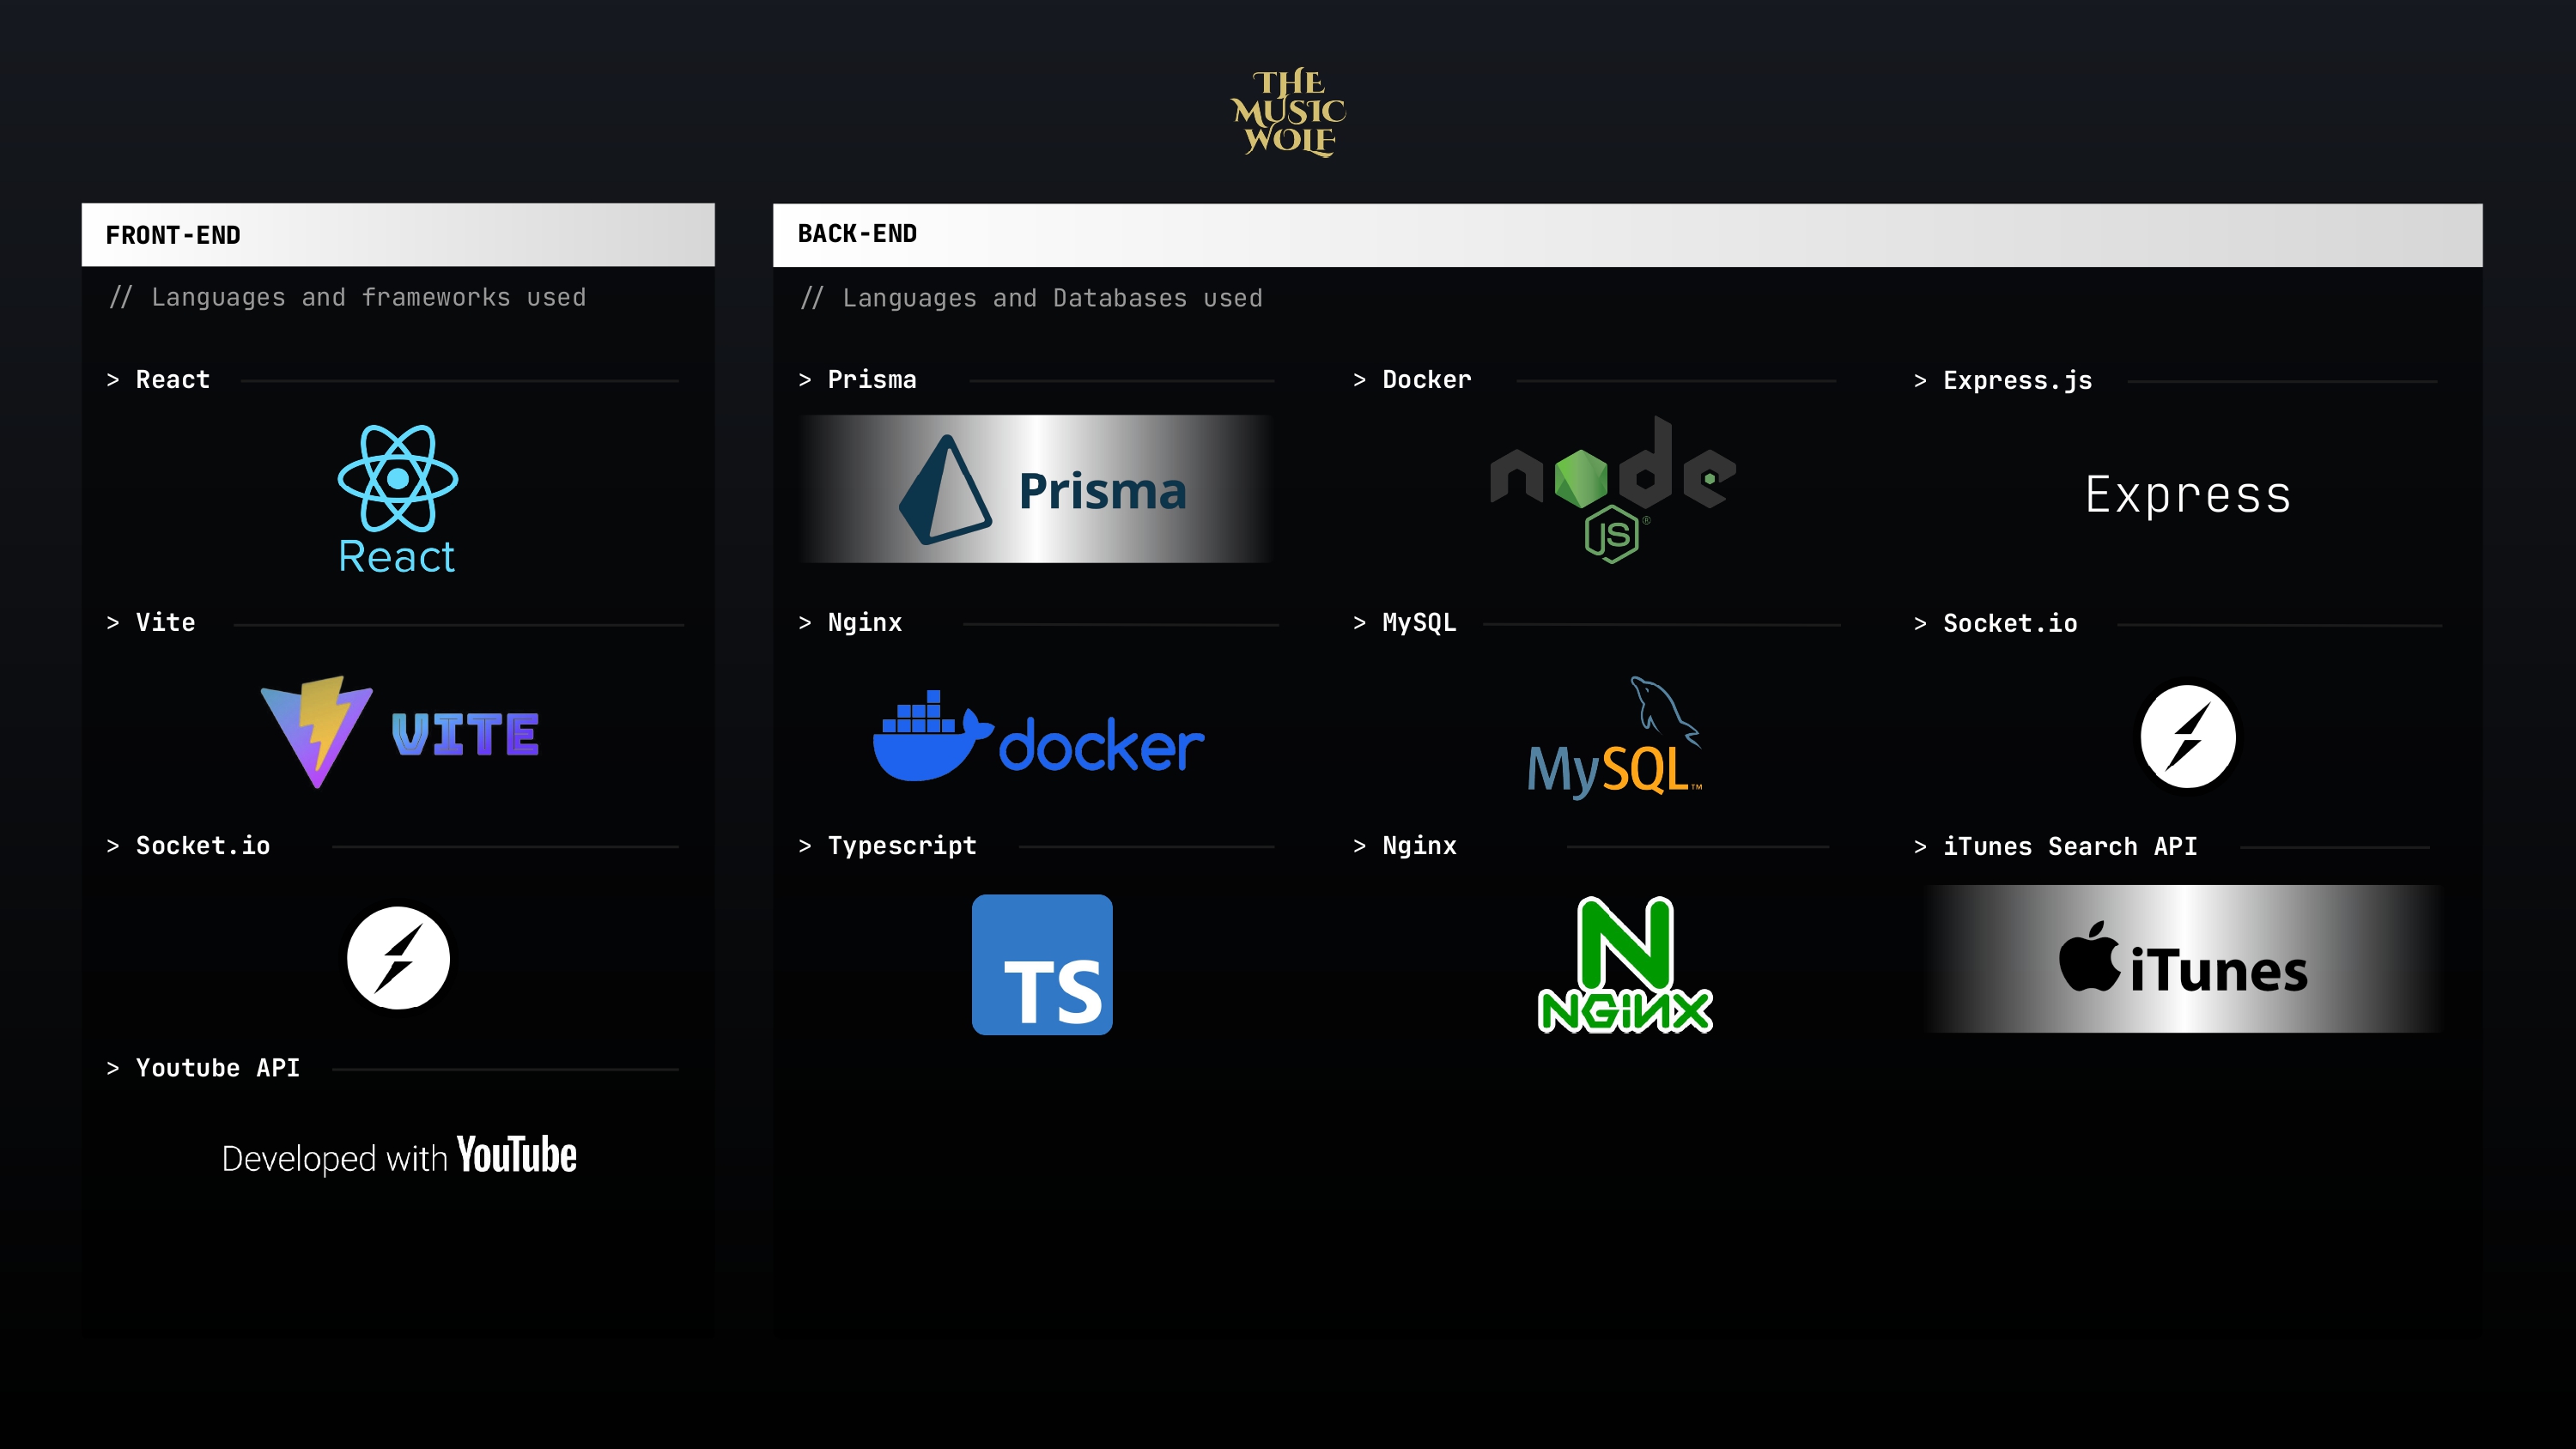 THE
MUSIC
WOLF
FRONT-END
// Languages and frameworks used
> React
React
> Vite
VITE
> Socket.io
> Youtube API
Developed with YouTube
BACK-END
// Languages and Databases used
> Prisma
Prisma
> Docker
node
JS®
> Express.js
Express
> Nginx
docker
> MySQL
MySQL™
> Socket.io
> Typescript
TS
> Nginx
N
NGiNX
> iTunes Search API
iTunes